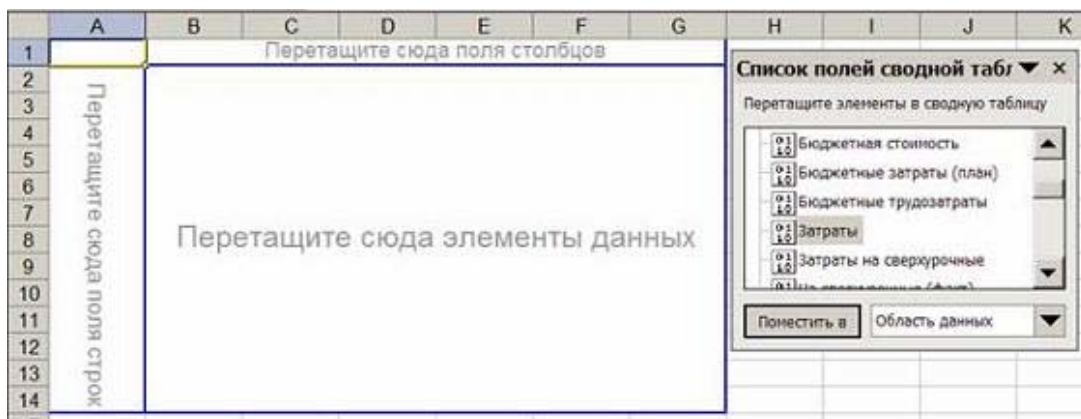 A B C D E F G H I J K
1 Перетащите сюда поля столбцов
2
3
4
5
6
7
8
9
10
11
12
13
14
Перетащите сюда поля строк
Перетащите сюда элементы данных
Список полей сводной табл
Перетащите элементы в сводную таблицу
Бюджетная стоимость
Бюджетные затраты (план)
Бюджетные трудозатраты
Затраты
Затраты на сверхурочные
Поместить в Область данных